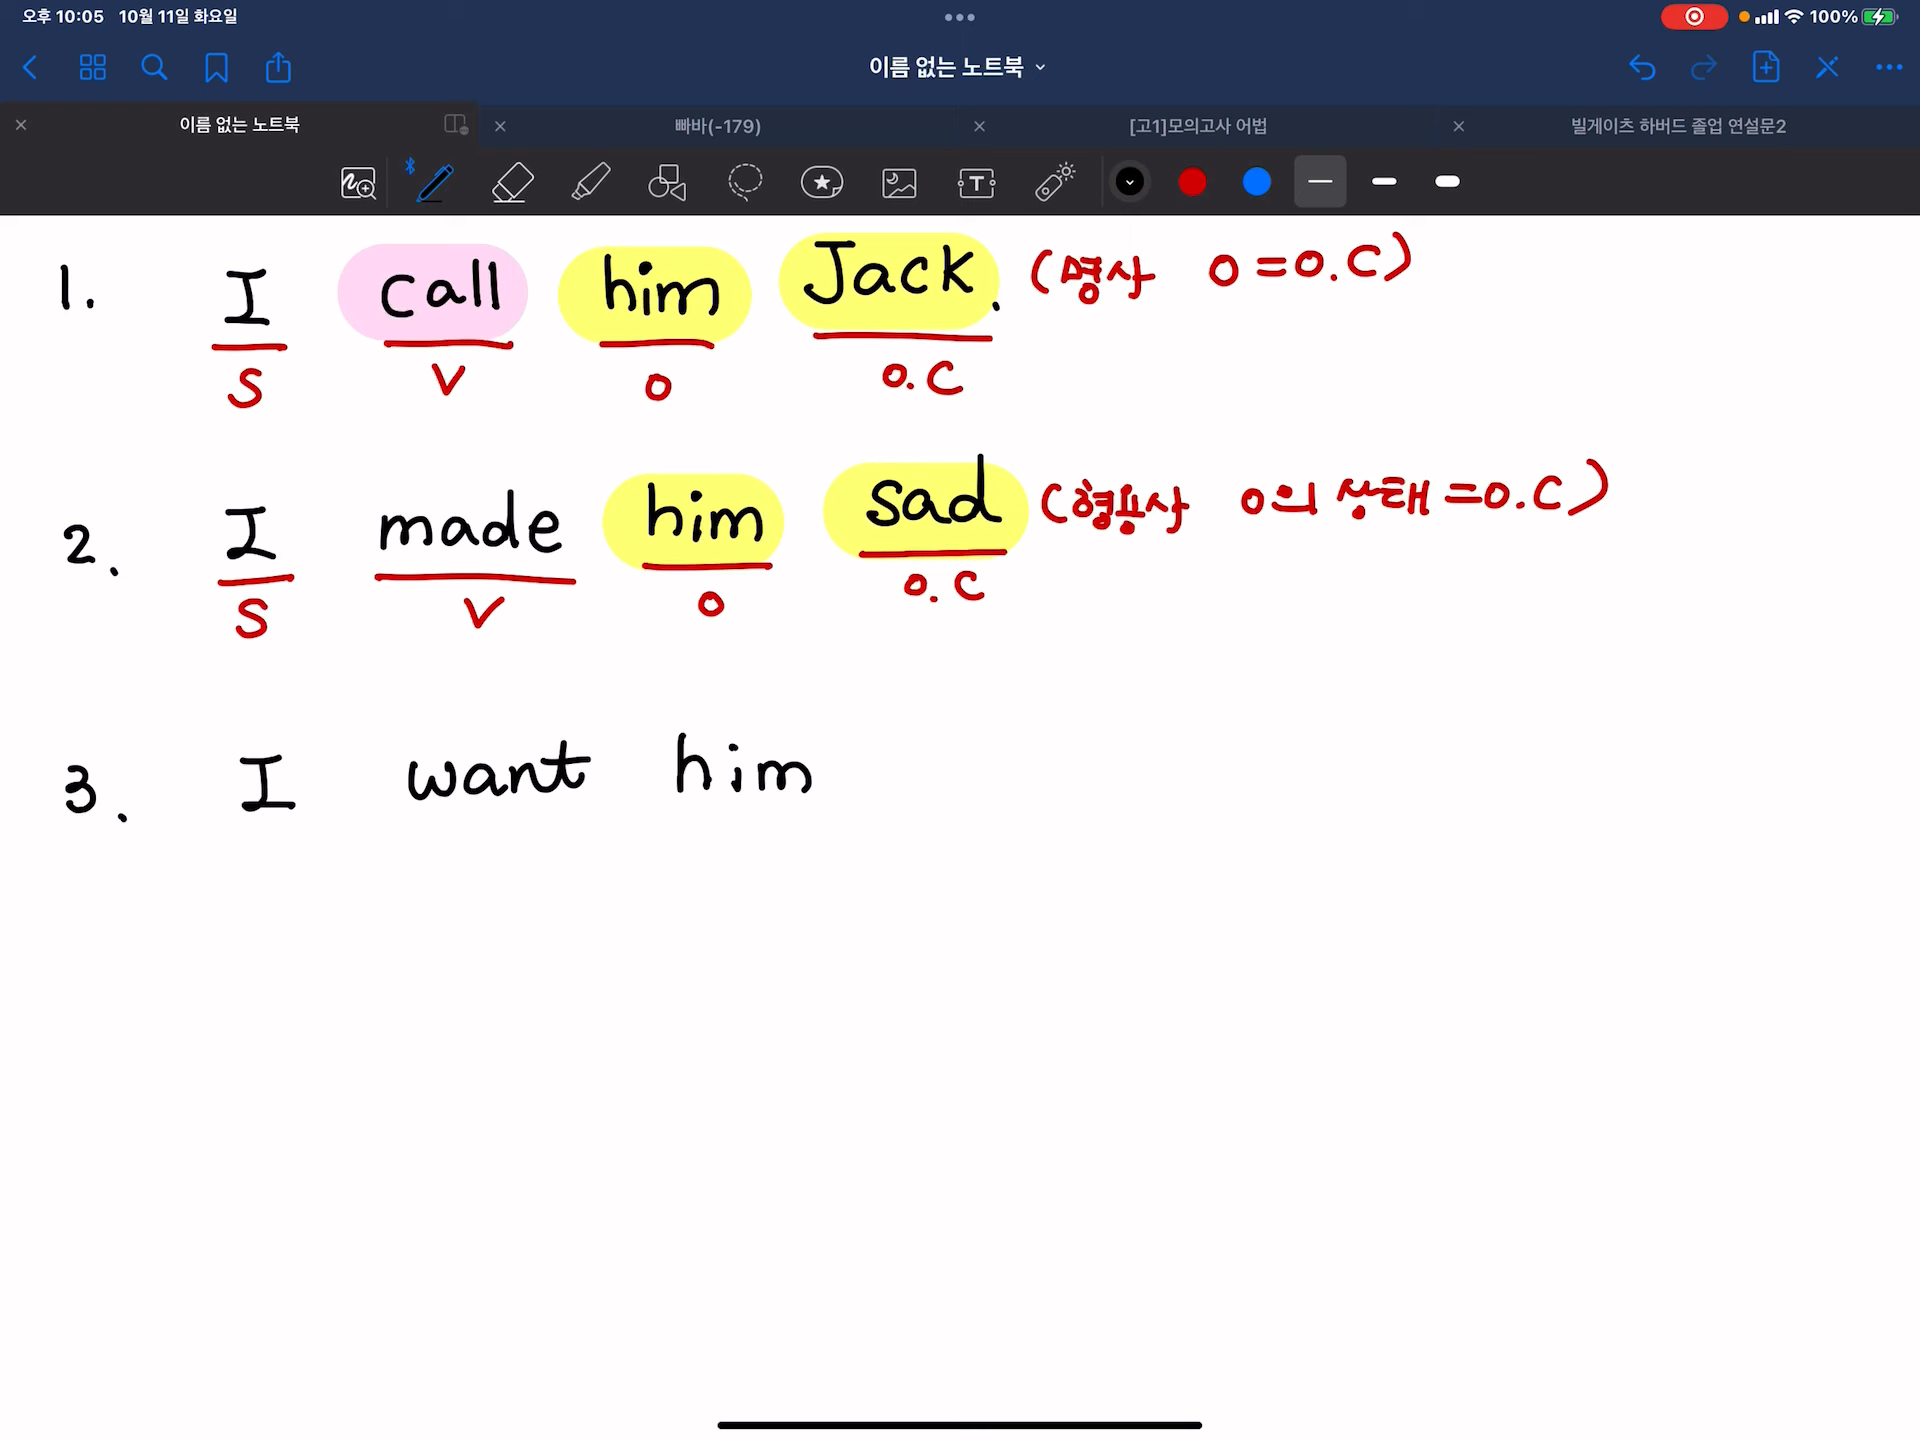 오후 10:05 10월 11일 화요일 100%
이름 없는 노트북
이름 없는 노트북 빠바(-179) [고1]모의고사 어법 빌게이츠 하버드 졸업 연설문2
1. I call him Jack. (명사 O=O.C)
S V O O.C
2. I made him sad (형용사 O의 상태=O.C)
S V O O.C
3. I want him